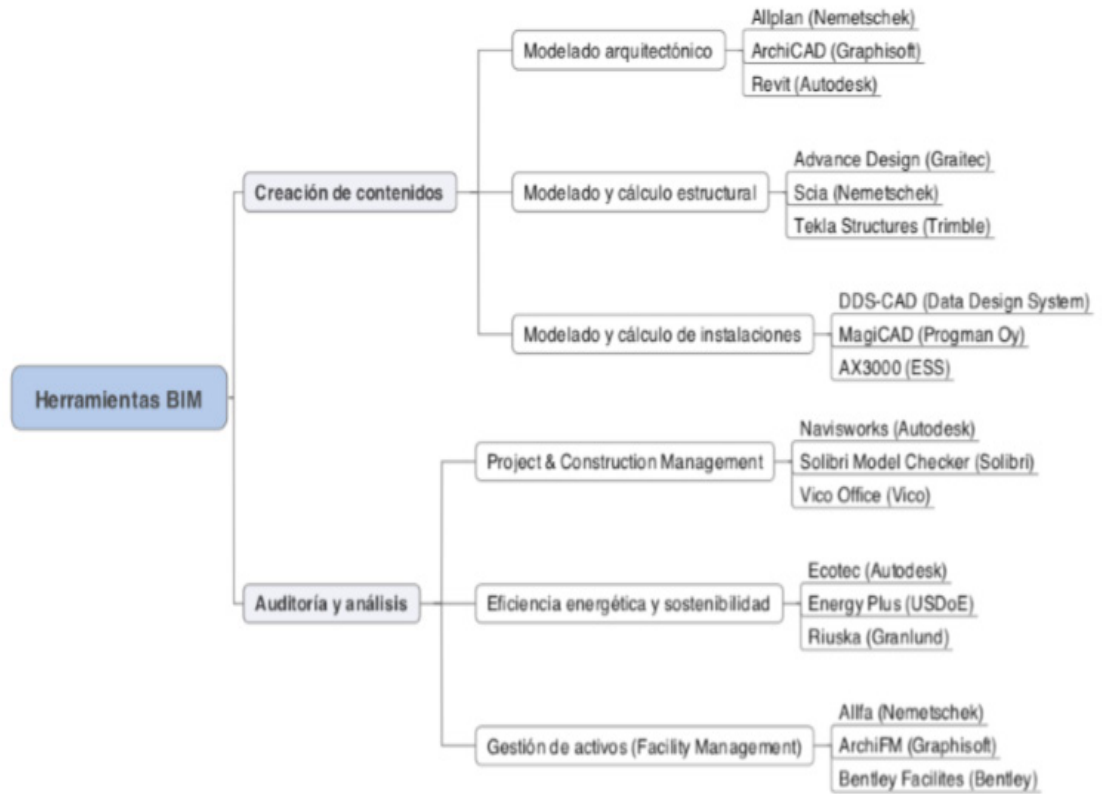 Herramientas BIM
Creación de contenidos
Modelado arquitectónico
Allplan (Nemetschek)
ArchiCAD (Graphisoft)
Revit (Autodesk)
Modelado y cálculo estructural
Advance Design (Graitec)
Scia (Nemetschek)
Tekla Structures (Trimble)
Modelado y cálculo de instalaciones
DDS-CAD (Data Design System)
MagiCAD (Progman Oy)
AX3000 (ESS)
Auditoría y análisis
Project & Construction Management
Navisworks (Autodesk)
Solibri Model Checker (Solibri)
Vico Office (Vico)
Eficiencia energética y sostenibilidad
Ecotec (Autodesk)
Energy Plus (USDoE)
Riuska (Granlund)
Gestión de activos (Facility Management)
Allfa (Nemetschek)
ArchiFM (Graphisoft)
Bentley Facilites (Bentley)